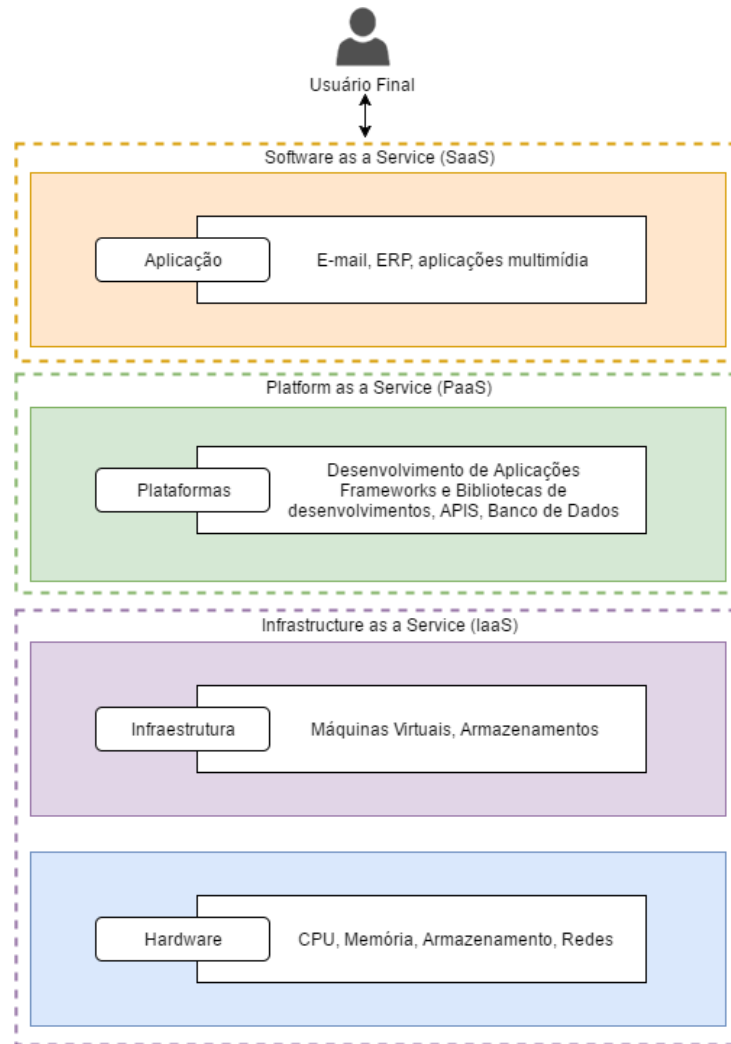 Usuário Final
Software as a Service (SaaS)
Aplicação
E-mail, ERP, aplicações multimídia
Platform as a Service (PaaS)
Plataformas
Desenvolvimento de Aplicações
Frameworks e Bibliotecas de
desenvolvimentos, APIS, Banco de Dados
Infrastructure as a Service (IaaS)
Infraestrutura
Máquinas Virtuais, Armazenamentos
Hardware
CPU, Memória, Armazenamento, Redes